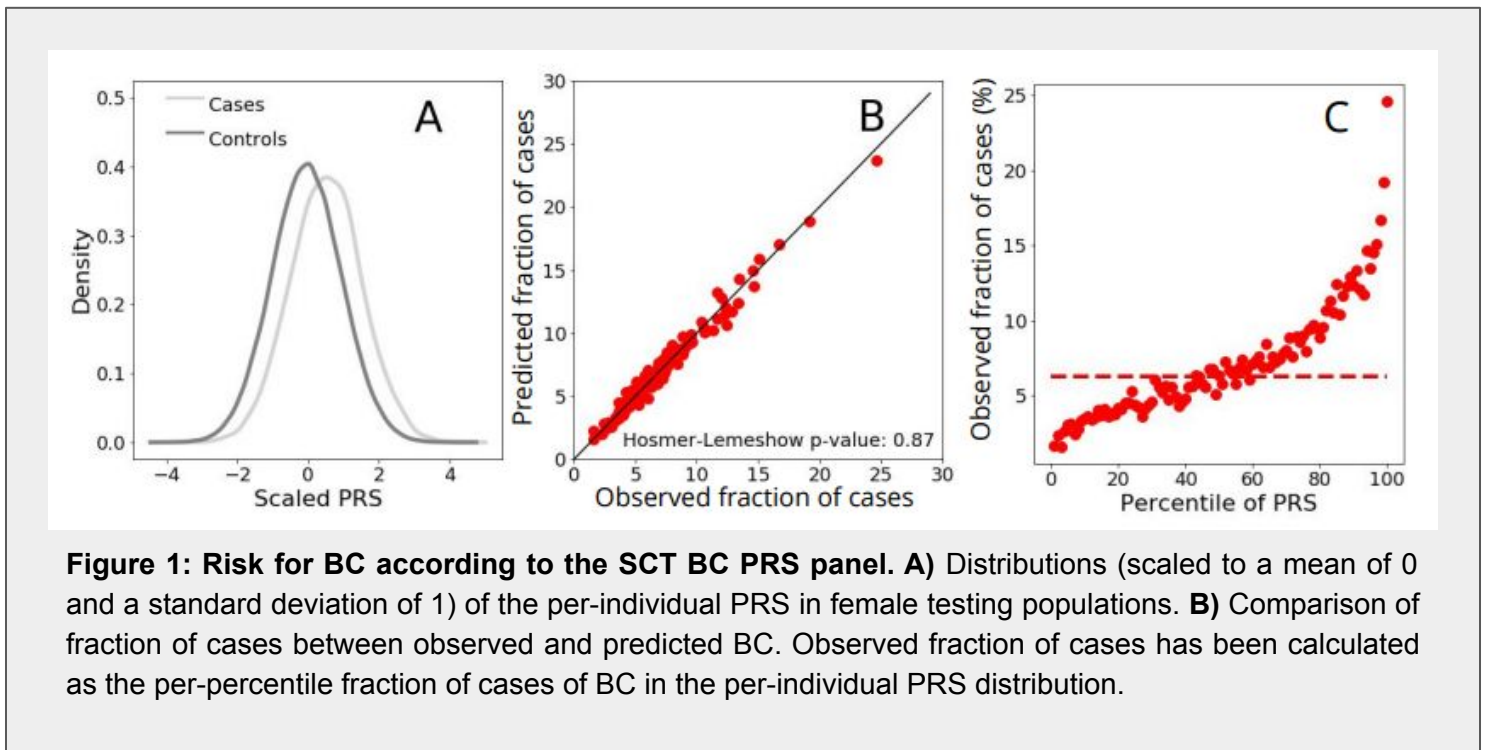 0.5
0.4
0.3
0.2
0.1
0.0
Density
Cases
Controls
A
−4
−2
0
2
4
Scaled PRS
30
25
20
15
10
5
0
Predicted fraction of cases
B
Hosmer-Lemeshow p-value: 0.87
5
10
15
20
25
30
Observed fraction of cases
25
20
15
10
5
Observed fraction of cases (%)
C
0
20
40
60
80
100
Percentile of PRS
Figure 1: Risk for BC according to the SCT BC PRS panel. A) Distributions (scaled to a mean of 0
and a standard deviation of 1) of the per-individual PRS in female testing populations. B) Comparison of
fraction of cases between observed and predicted BC. Observed fraction of cases has been calculated
as the per-percentile fraction of cases of BC in the per-individual PRS distribution.